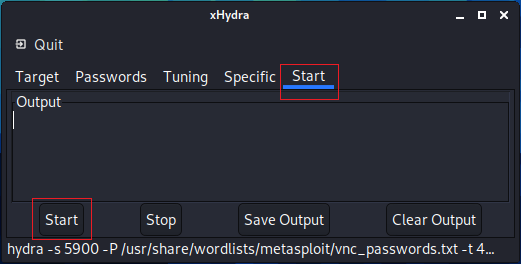 xHydra
Quit
Target Passwords Tuning Specific Start
Output
Start Stop Save Output Clear Output
hydra -s 5900 -P /usr/share/wordlists/metasploit/vnc_passwords.txt -t 4...